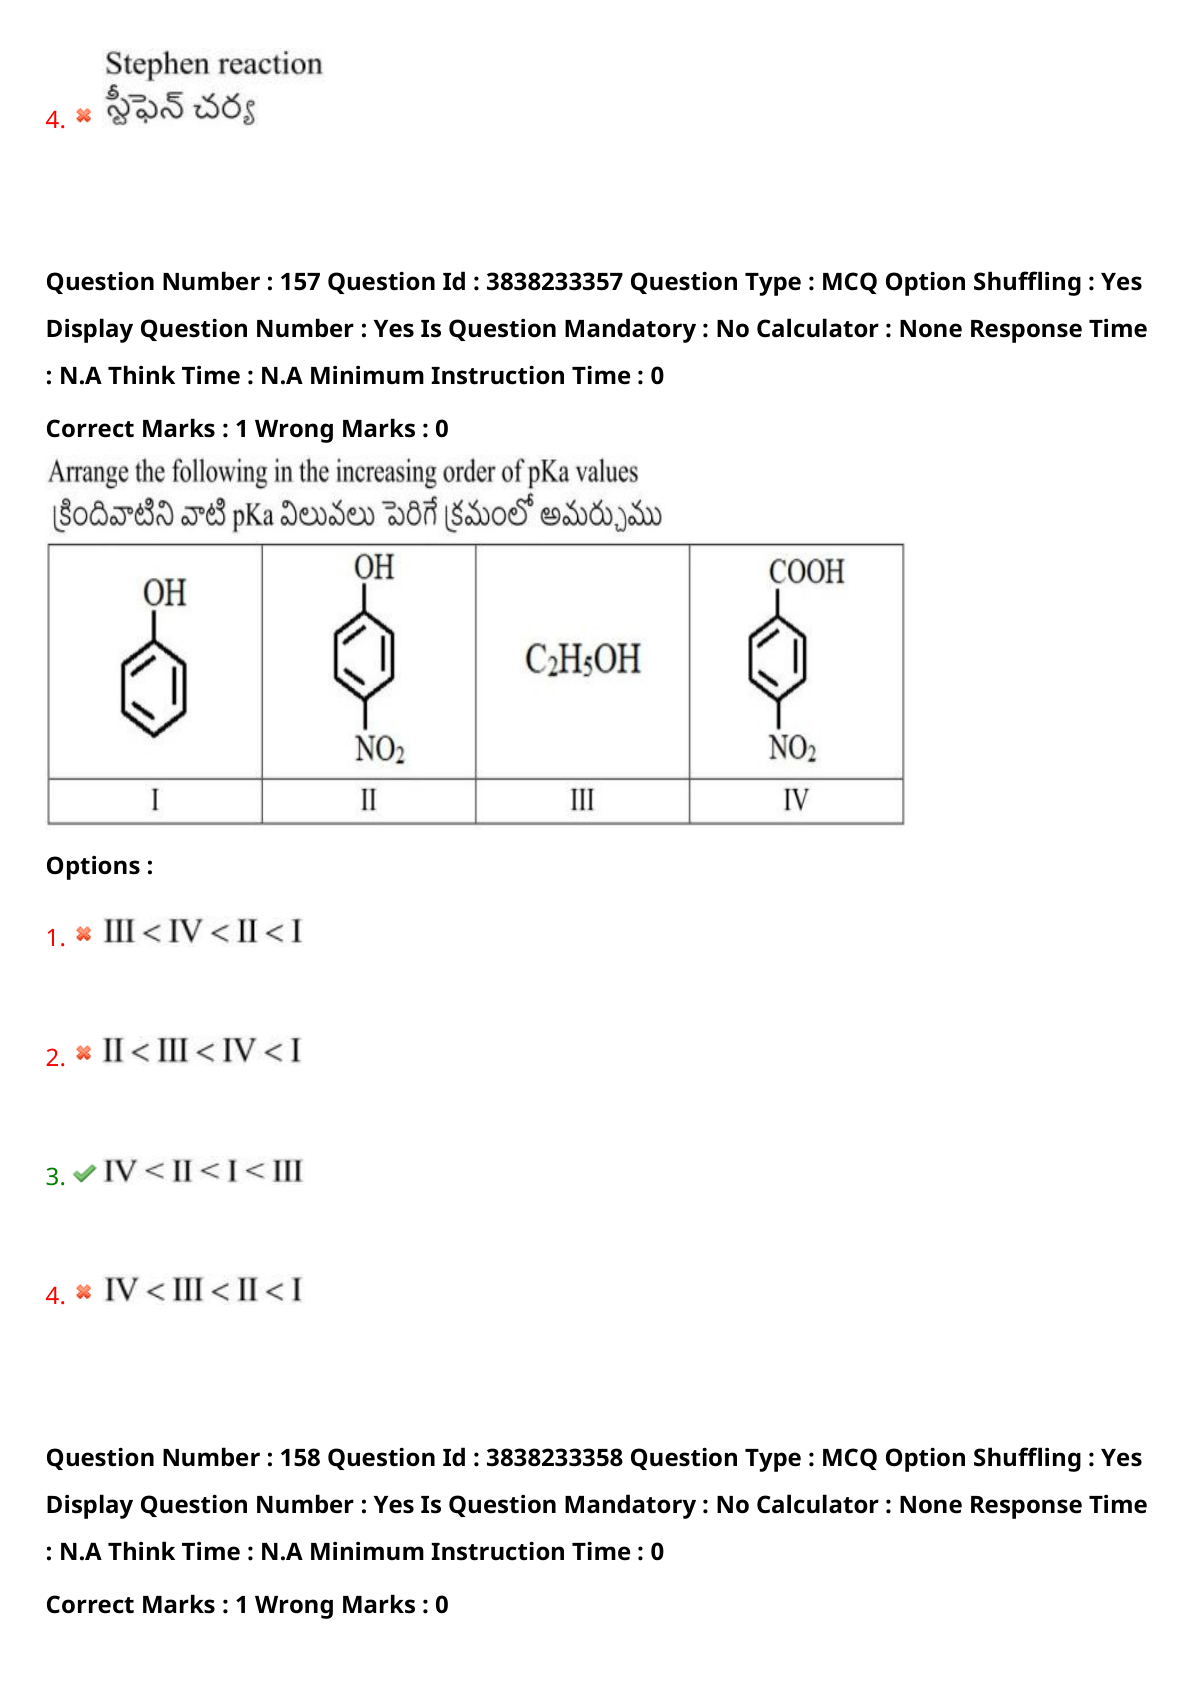 Stephen reaction
4. స్టీఫెన్ చర్య
Question Number : 157 Question Id : 3838233357 Question Type : MCQ Option Shuffling : Yes
Display Question Number : Yes Is Question Mandatory : No Calculator : None Response Time
: N.A Think Time : N.A Minimum Instruction Time : 0
Correct Marks : 1 Wrong Marks : 0
Arrange the following in the increasing order of pKa values
క్రిందివాటిని వాటి pKa విలువలు పెరిగే క్రమంలో అమర్చుము
OH
OH
NO2
C2H5OH
COOH
NO2
I II III IV
Options :
1. III < IV < II < I
2. II < III < IV < I
3. IV < II < I < III
4. IV < III < II < I
Question Number : 158 Question Id : 3838233358 Question Type : MCQ Option Shuffling : Yes
Display Question Number : Yes Is Question Mandatory : No Calculator : None Response Time
: N.A Think Time : N.A Minimum Instruction Time : 0
Correct Marks : 1 Wrong Marks : 0